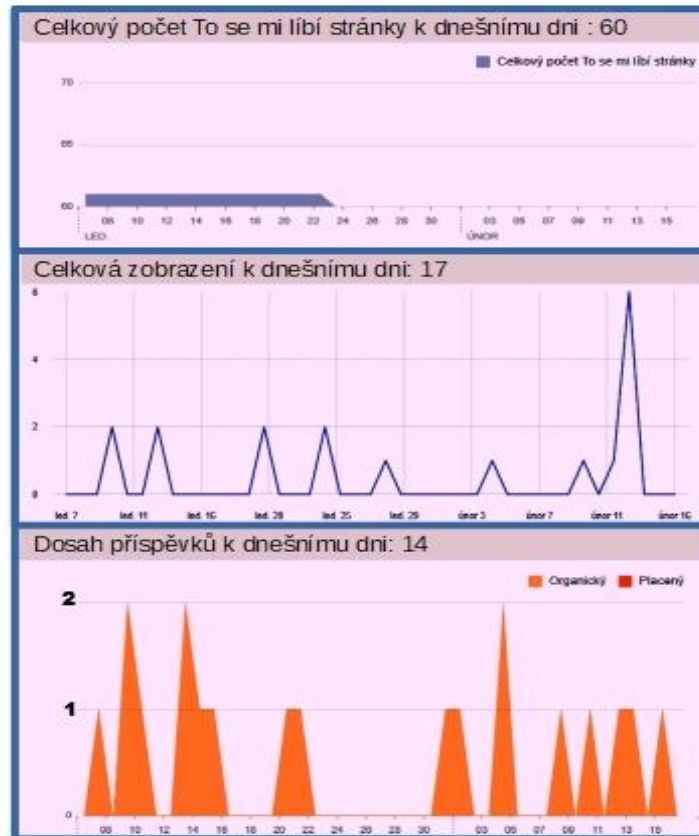 Celkový počet To se mi líbí stránky k dnešnímu dni : 60
Celkový počet To se mi líbí stránky
70
65
60
08 10 12 14 16 18 20 22 24 26 28 30 03 05 07 09 11 13 15
LED. ÚNOR
Celková zobrazení k dnešnímu dni: 17
6
4
2
0
led. 7 led. 11 led. 16 led. 20 led. 25 led. 29 únor 3 únor 7 únor 11 únor 16
Dosah příspěvků k dnešnímu dni: 14
Organický Placený
2
1
0
08 10 12 14 16 18 20 22 24 26 28 30 03 05 07 09 11 13 15